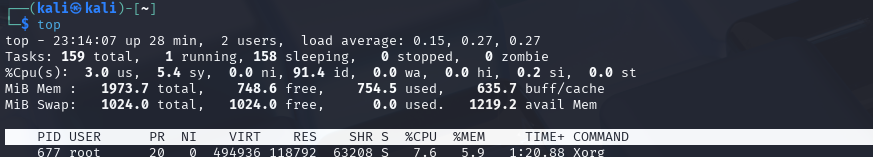 ┌──(kali㉿kali)-[~]
└─$ top
top - 23:14:07 up 28 min,  2 users,  load average: 0.15, 0.27, 0.27
Tasks: 159 total,   1 running, 158 sleeping,   0 stopped,   0 zombie
%Cpu(s):  3.0 us,  5.4 sy,  0.0 ni, 91.4 id,  0.0 wa,  0.0 hi,  0.2 si,  0.0 st
MiB Mem :   1973.7 total,    748.6 free,    754.5 used,    635.7 buff/cache
MiB Swap:   1024.0 total,   1024.0 free,      0.0 used.   1219.2 avail Mem
PID USER      PR  NI    VIRT    RES    SHR S  %CPU  %MEM     TIME+ COMMAND
677 root      20   0  494936 118792  63208 S   7.6   5.9   1:20.88 Xorg